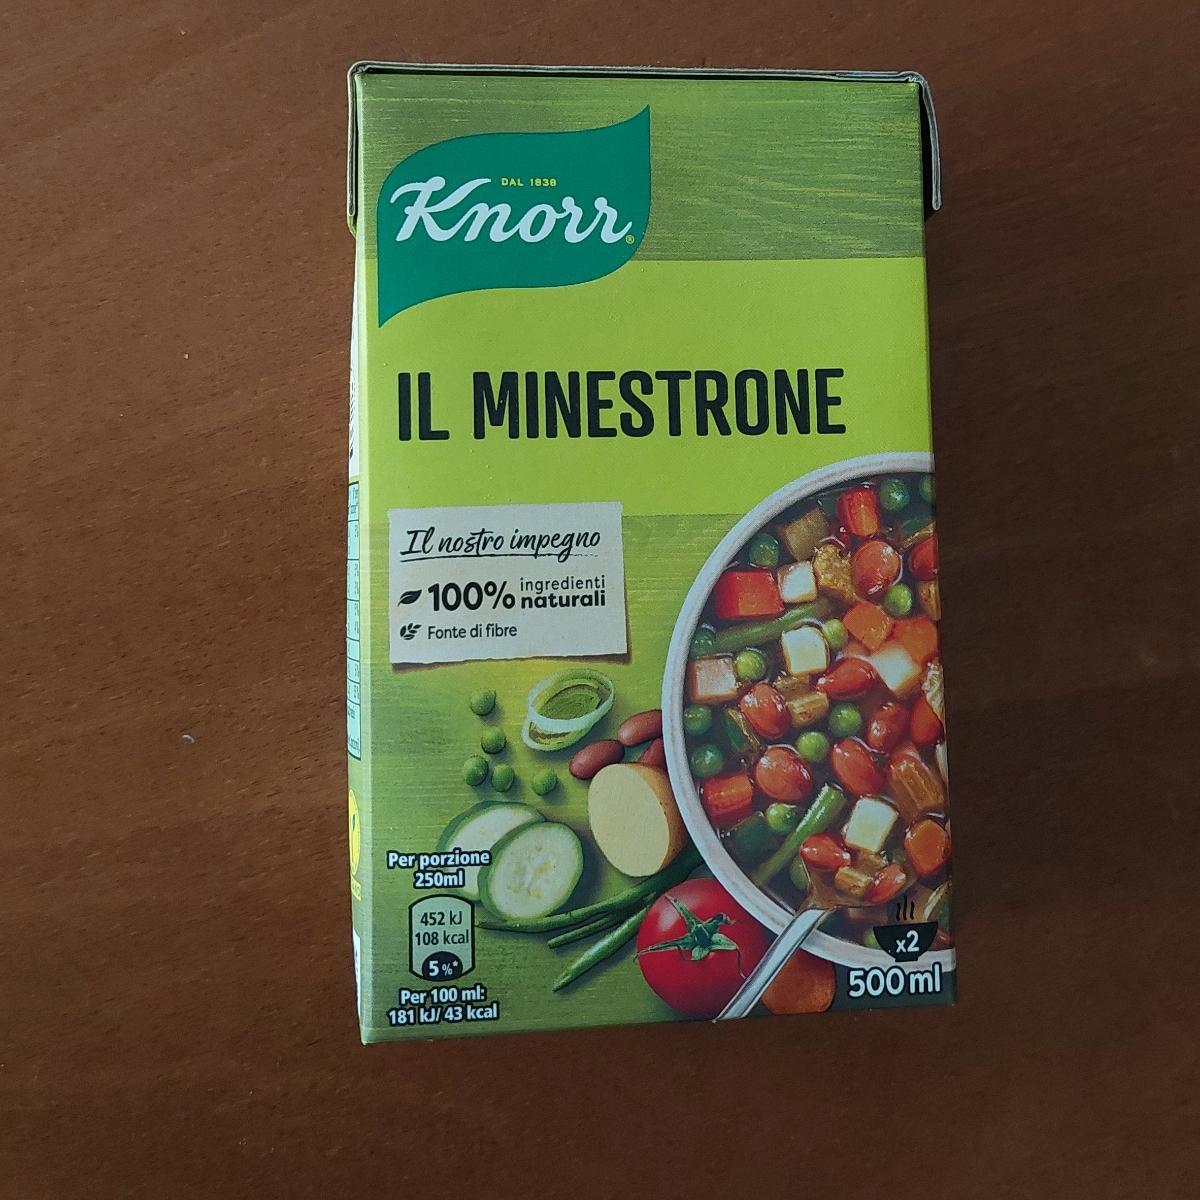 DAL 1838
Knorr®
IL MINESTRONE
Il nostro impegno
100% ingredienti
naturali
Fonte di fibre
Per porzione
250ml
452 kJ
108 kcal
5%*
Per 100 ml:
181 kJ/ 43 kcal
x2
500ml